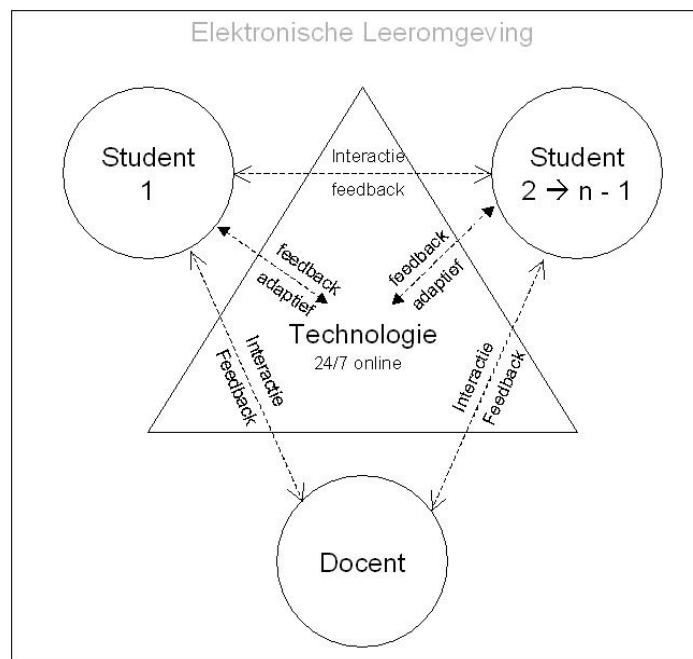 Elektronische Leeromgeving
Student
1
Interactie
feedback
Student
2 → n - 1
feedback
adaptief
feedback
adaptief
Technologie
24/7 online
Interactie
Feedback
Interactie
Feedback
Docent